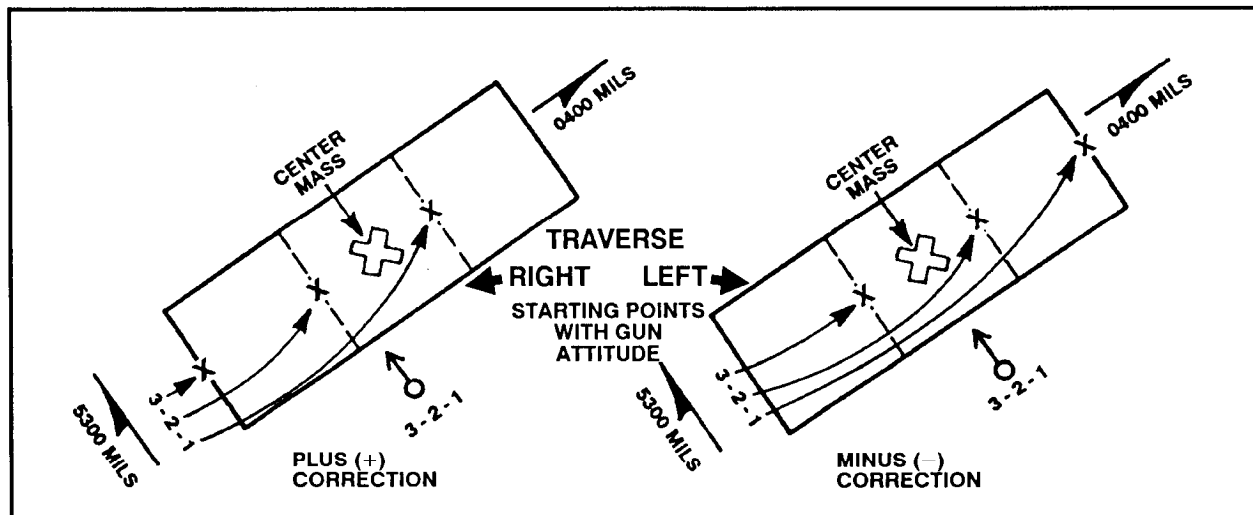 0400 MILS
CENTER
MASS
3 - 2 - 1
5300 MILS
3 - 2 - 1
PLUS (+)
CORRECTION
TRAVERSE
RIGHT LEFT
STARTING POINTS
WITH GUN
ATTITUDE
0400 MILS
CENTER
MASS
3 - 2 - 1
5300 MILS
3 - 2 - 1
MINUS (—)
CORRECTION